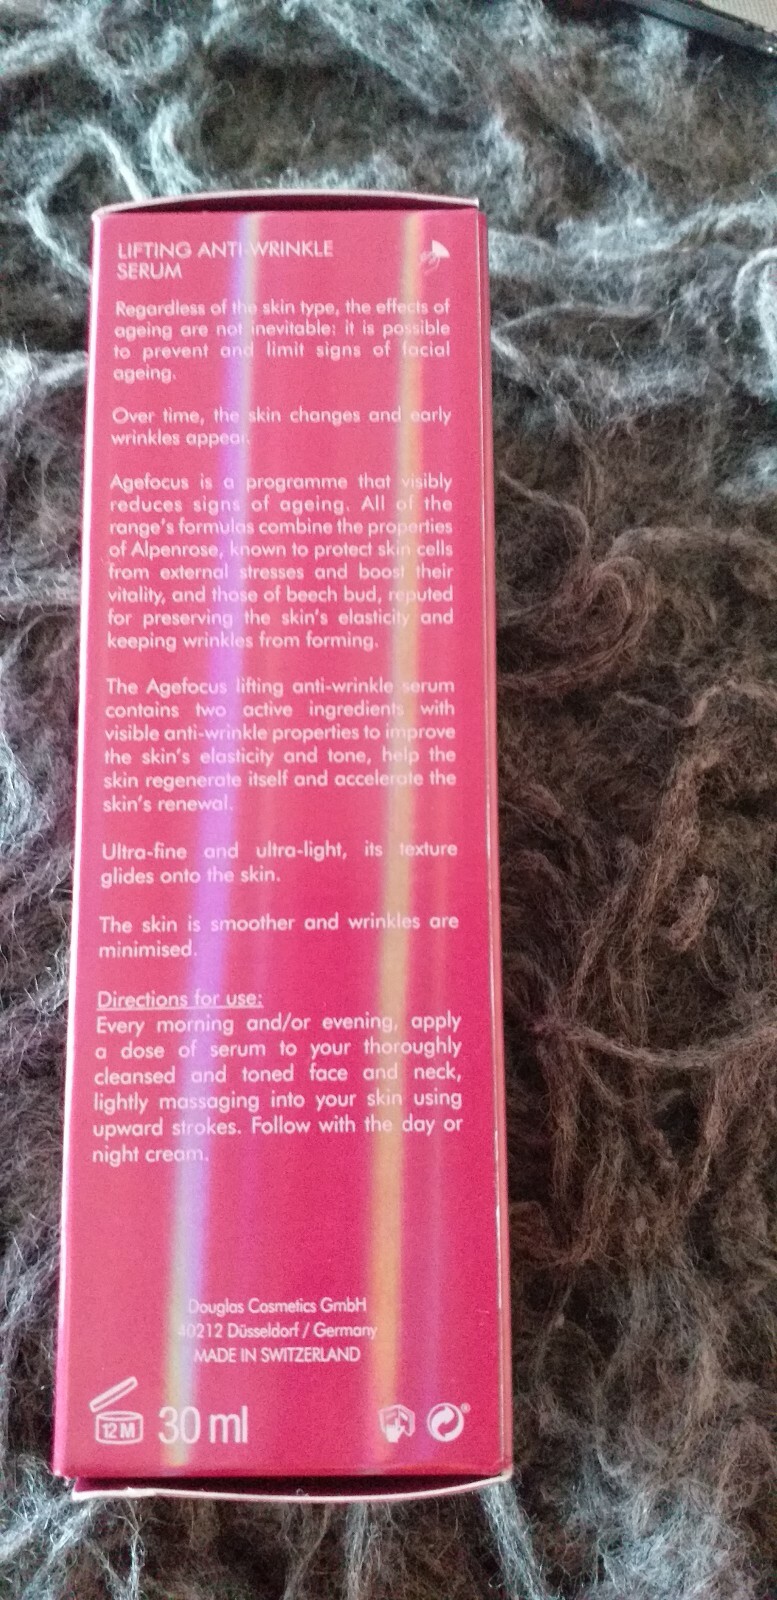 LIFTING ANTI-WRINKLE
SERUM
Regardless of the skin type, the effects of
ageing are not inevitable: it is possible
to prevent and limit signs of facial
ageing.
Over time, the skin changes and early
wrinkles appear.
Agefocus is a programme that visibly
reduces signs of ageing. All of the
range's formulas combine the properties
of Alpenrose, known to protect skin cells
from external stresses and boost their
vitality, and those of beech bud, reputed
for preserving the skin's elasticity and
keeping wrinkles from forming.
The Agefocus lifting anti-wrinkle serum
contains two active ingredients with
visible anti-wrinkle properties to improve
the skin's elasticity and tone, help the
skin regenerate itself and accelerate the
skin's renewal.
Ultra-fine and ultra-light, its texture
glides onto the skin.
The skin is smoother and wrinkles are
minimised.
Directions for use:
Every morning and/or evening, apply
a dose of serum to your thoroughly
cleansed and toned face and neck,
lightly massaging into your skin using
upward strokes. Follow with the day or
night cream.
Douglas Cosmetics GmbH
40212 Düsseldorf / Germany
MADE IN SWITZERLAND
12 M 30 ml